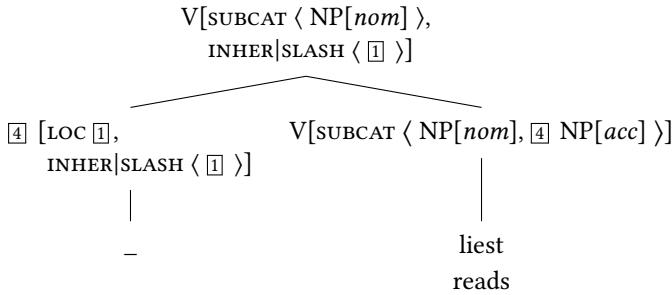 V[SUBCAT ⟨ NP[nom] ⟩,
INHER|SLASH ⟨ 1 ⟩]
4 [LOC 1, V[SUBCAT ⟨ NP[nom], 4 NP[acc] ⟩]
INHER|SLASH ⟨ 1 ⟩]
_ liest
reads